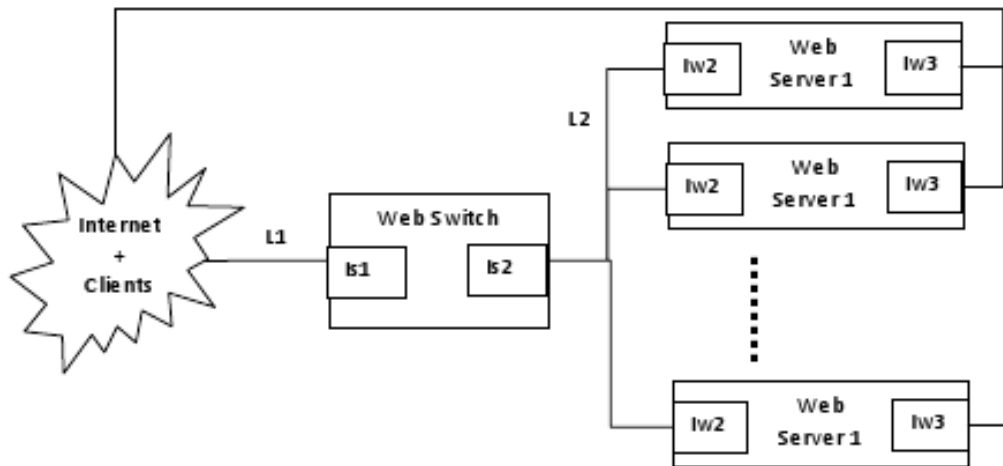 Web
Server 1
Iw2
Iw3
L2
Web
Server 1
Iw2
Iw3
Internet
+
Clients
L1
Web Switch
Is1
Is2
Web
Server 1
Iw2
Iw3